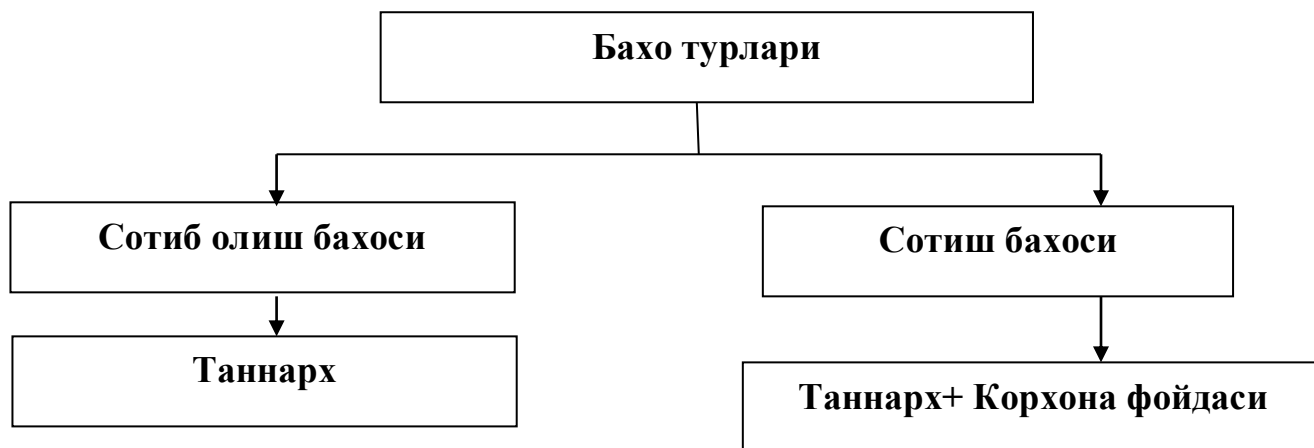 Бахо турлари
Сотиб олиш бахоси
Сотиш бахоси
Таннарх
Таннарх+ Корхона фойдаси